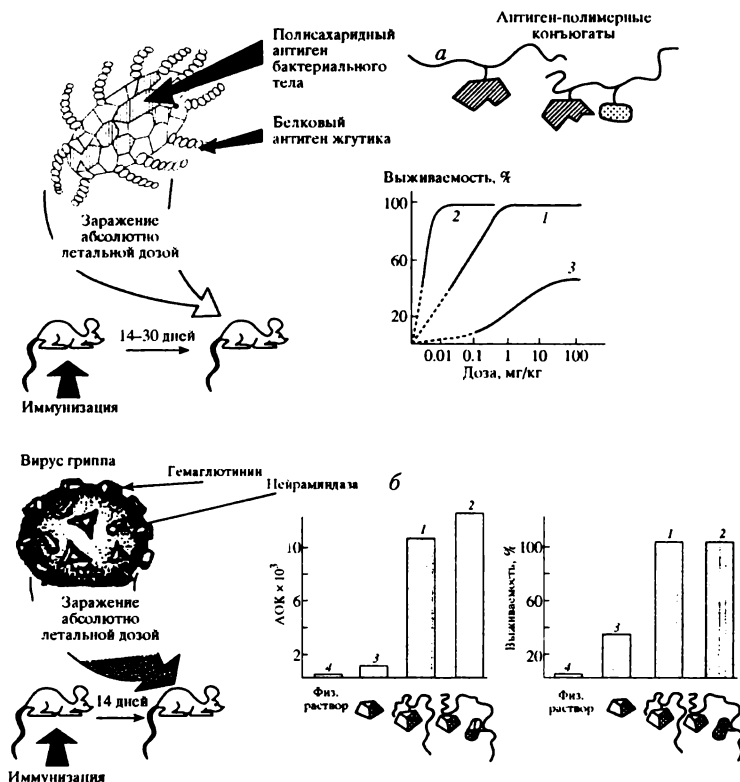 Антиген-полимерные
конъюгаты
а
Полисахаридный
антиген
бактериального
тела
Белковый
антиген жгутика
Заражение
абсолютно
летальной дозой
14–30 дней
Иммунизация
Выживаемость, %
100
60
20
2
1
3
0.01 0.1 1 10 100
Доза, мг/кг
Вирус гриппа
Гемаглютинин
Нейраминдаза
Заражение
абсолютно
летальной дозой
14 дней
Иммунизация
б
АОК × 10³
10
6
2
4
3
1
2
Физ.
раствор
Выживаемость, %
100
60
20
4
3
1
2
Физ.
раствор